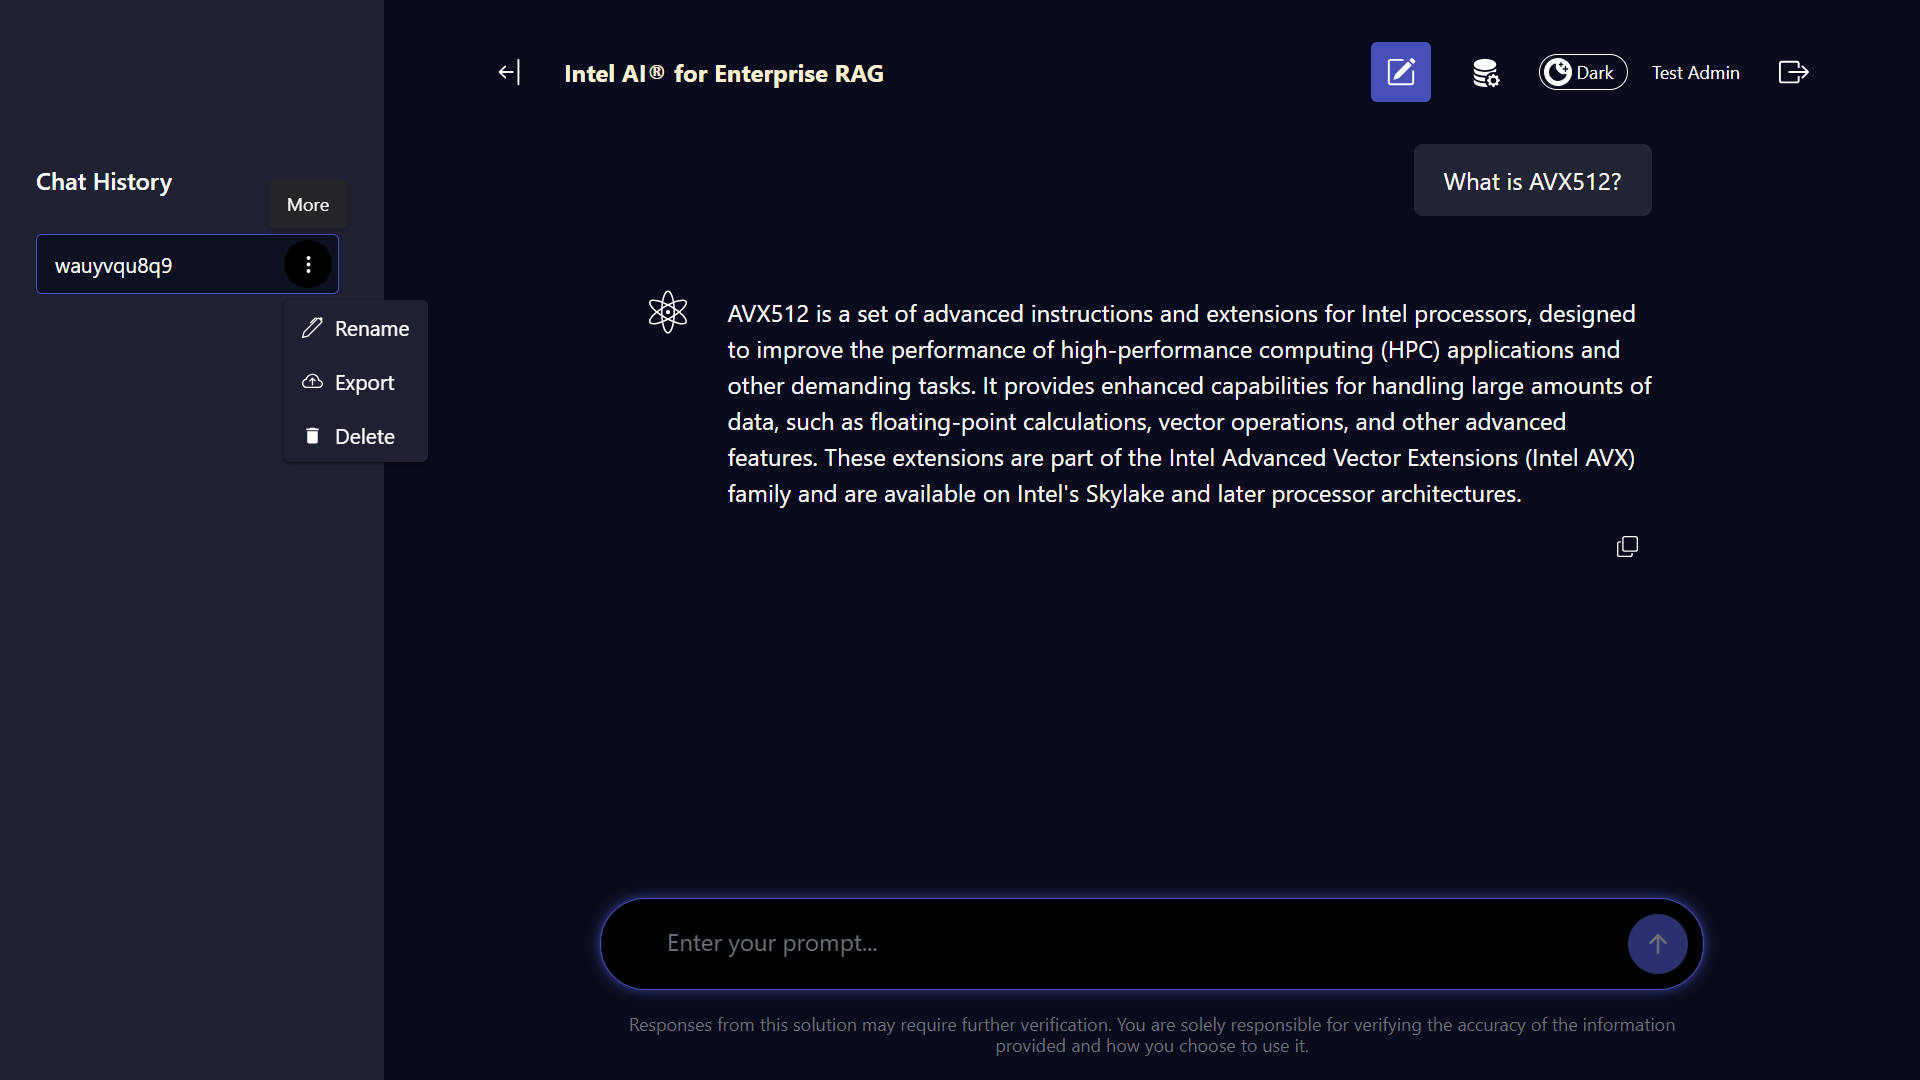 Intel AI® for Enterprise RAG
Dark
Test Admin
Chat History
More
wauyvqu8q9
Rename
Export
Delete
What is AVX512?
AVX512 is a set of advanced instructions and extensions for Intel processors, designed
to improve the performance of high-performance computing (HPC) applications and
other demanding tasks. It provides enhanced capabilities for handling large amounts of
data, such as floating-point calculations, vector operations, and other advanced
features. These extensions are part of the Intel Advanced Vector Extensions (Intel AVX)
family and are available on Intel's Skylake and later processor architectures.
Enter your prompt...
Responses from this solution may require further verification. You are solely responsible for verifying the accuracy of the information
provided and how you choose to use it.